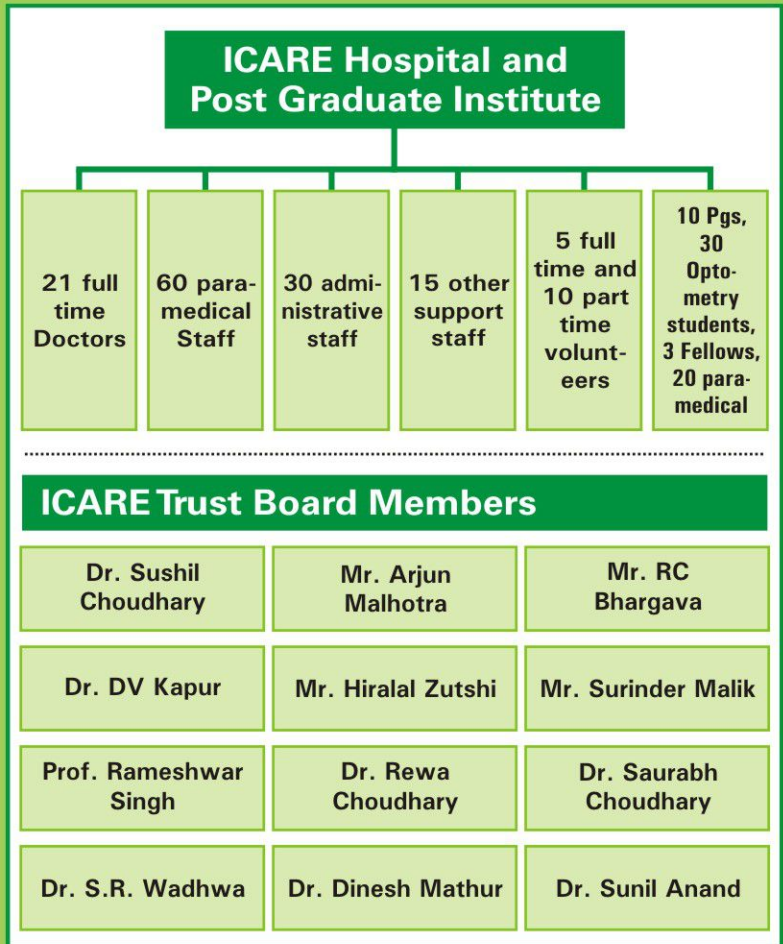 ICARE Hospital and
Post Graduate Institute
21 full
time
Doctors
60 para-
medical
Staff
30 admi-
nistrative
staff
15 other
support
staff
5 full
time and
10 part
time
volunt-
eers
10 Pgs,
30
Opto-
metry
students,
3 Fellows,
20 para-
medical
ICARE Trust Board Members
Dr. Sushil
Choudhary
Mr. Arjun
Malhotra
Mr. RC
Bhargava
Dr. DV Kapur
Mr. Hiralal Zutshi
Mr. Surinder Malik
Prof. Rameshwar
Singh
Dr. Rewa
Choudhary
Dr. Saurabh
Choudhary
Dr. S.R. Wadhwa
Dr. Dinesh Mathur
Dr. Sunil Anand